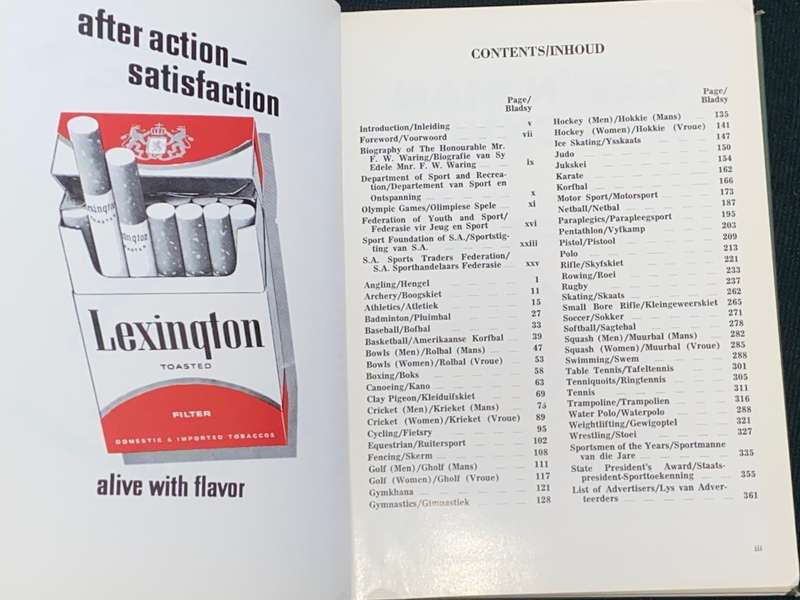 after action–
satisfaction
Lexington
Lexington
Lexington
TOASTED
FILTER
DOMESTIC & IMPORTED TOBACCOS
alive with flavor
CONTENTS/INHOUD
Page/
Bladsy
Introduction/Inleiding v
Foreword/Voorwoord vii
Biography of The Honourable Mr.
F. W. Waring/Biografie van Sy
Edele Mnr. F. W. Waring ix
Department of Sport and Recrea-
tion/Departement van Sport en
Ontspanning x
Olympic Games/Olimpiese Spele xi
Federation of Youth and Sport/
Federasie vir Jeug en Sport xvi
Sport Foundation of S.A./Sportstig-
ting van S.A. xxiii
S.A. Sports Traders Federation/
S.A. Sporthandelaars Federasie xxv
Angling/Hengel 1
Archery/Boogskiet 11
Athletics/Atletiek 15
Badminton/Pluimbal 27
Baseball/Bofbal 33
Basketball/Amerikaanse Korfbal 39
Bowls (Men)/Rolbal (Mans) 47
Bowls (Women)/Rolbal (Vroue) 53
Boxing/Boks 58
Canoeing/Kano 63
Clay Pigeon/Kleiduifskiet 69
Cricket (Men)/Krieket (Mans) 75
Cricket (Women)/Krieket (Vroue) 89
Cycling/Fietsry 95
Equestrian/Ruitersport 102
Fencing/Skerm 108
Golf (Men)/Gholf (Mans) 111
Golf (Women)/Gholf (Vroue) 117
Gymkhana 121
Gymnastics/Gimnastiek 128
Page/
Bladsy
Hockey (Men)/Hokkie (Mans) 135
Hockey (Women)/Hokkie (Vroue) 141
Ice Skating/Ysskaats 147
Judo 150
Jukskei 154
Karate 162
Korfbal 166
Motor Sport/Motorsport 173
Netball/Netbal 187
Paraplegics/Parapleegsport 195
Pentathlon/Vyfkamp 203
Pistol/Pistool 209
Polo 213
Rifle/Skyfskiet 221
Rowing/Roei 233
Rugby 237
Skating/Skaats 262
Small Bore Rifle/Kleingeweerskiet 265
Soccer/Sokker 271
Softball/Sagtebal 278
Squash (Men)/Muurbal (Mans) 282
Squash (Women)/Muurbal (Vroue) 285
Swimming/Swem 288
Table Tennis/Tafeltennis 301
Tenniquoits/Ringtennis 305
Tennis 311
Trampoline/Trampolien 316
Water Polo/Waterpolo 288
Weightlifting/Gewigoptel 321
Wrestling/Stoei 327
Sportsmen of the Years/Sportmanne
van die Jare 335
State President's Award/Staats-
president-Sporttoekenning 355
List of Advertisers/Lys van Adver-
teerders 361
iii